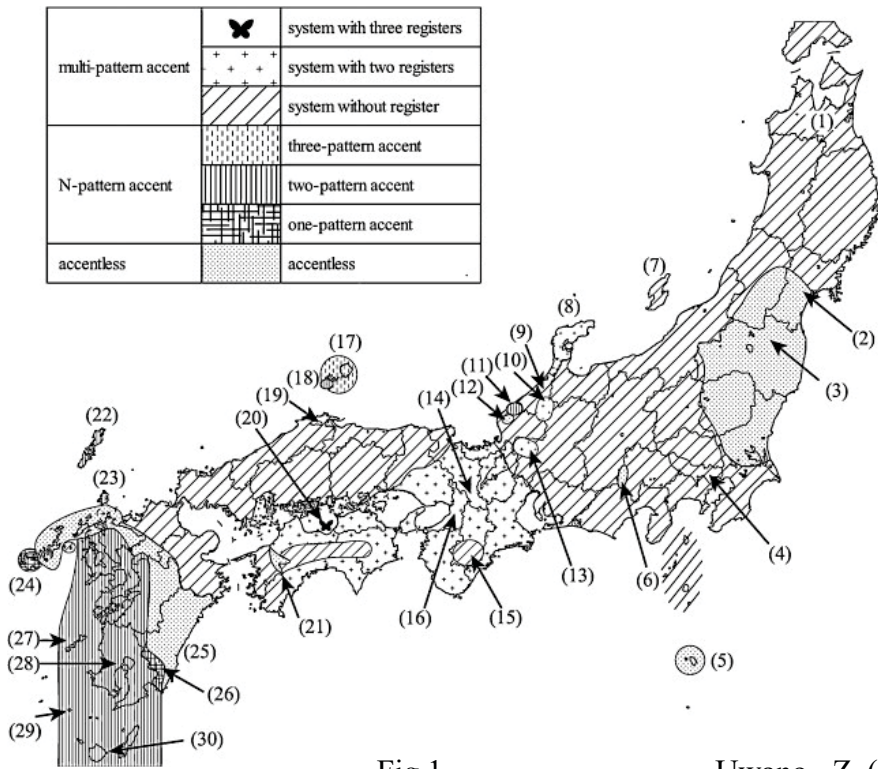 multi-pattern accent
system with three registers
system with two registers
system without register
N-pattern accent
three-pattern accent
two-pattern accent
one-pattern accent
accentless
accentless
(1)
(7)
(8)
(2)
(9)
(17)
(11)
(10)
(3)
(18)
(12)
(14)
(19)
(20)
(22)
(23)
(4)
(24)
(13)
(6)
(15)
(16)
(21)
(27)
(25)
(5)
(28)
(26)
(29)
(30)
Fig.1
Uwano, Z. (